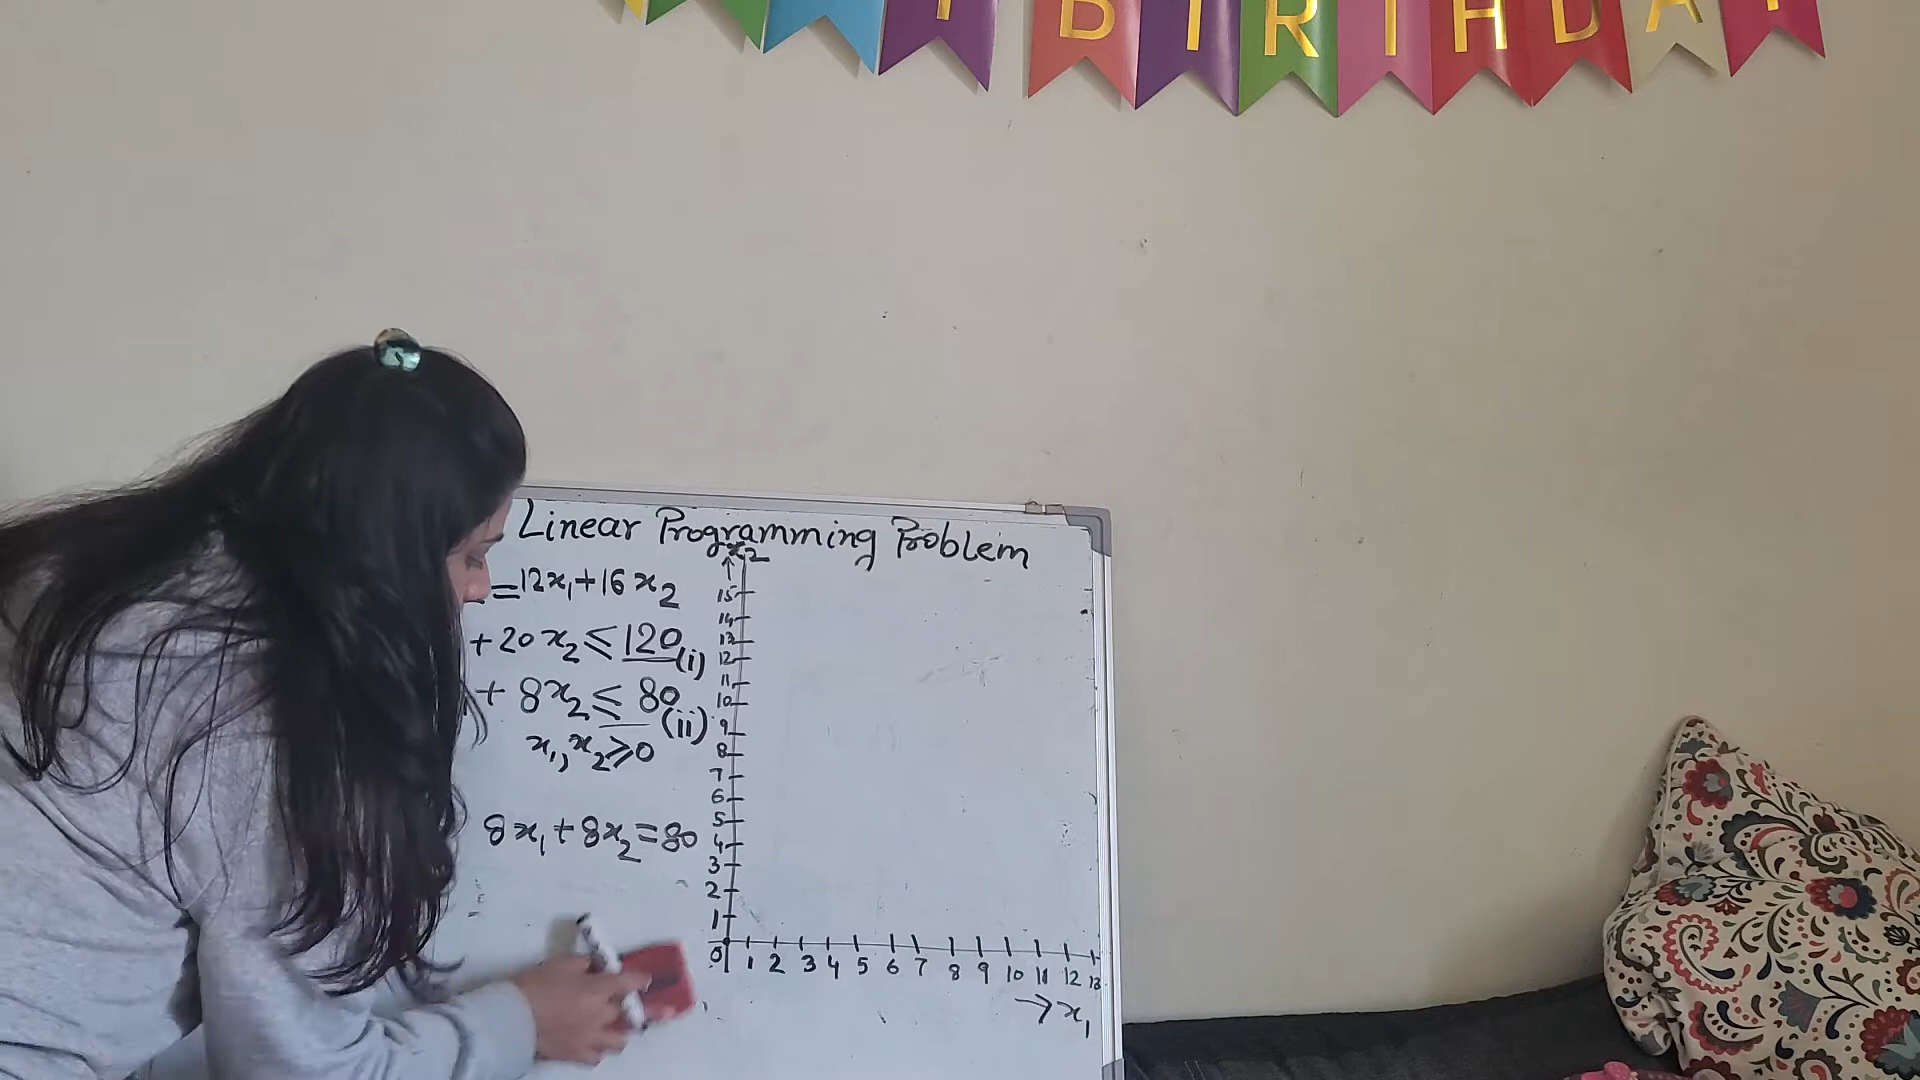 BIRTHDAY
Linear Programming Problem
=12x₁+16x₂
+20x₂≤120 (i)
+8x₂≤80 (ii)
x₁,x₂≥0
8x₁+8x₂=80
x₂
15
14
13
12
11
10
9
8
7
6
5
4
3
2
1
0 1 2 3 4 5 6 7 8 9 10 11 12 13
→x₁